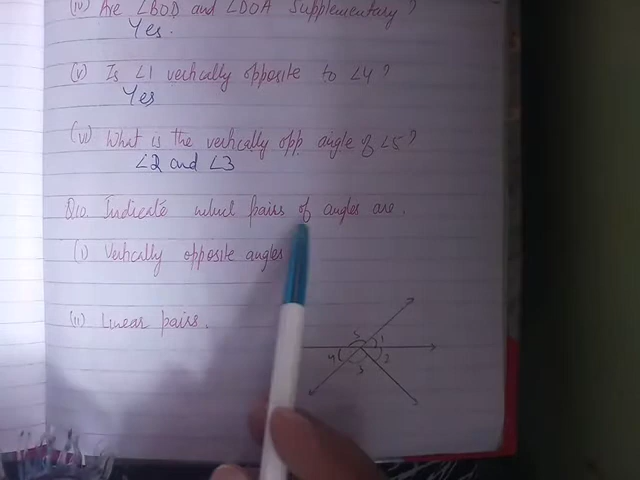 (iv) Are ∠BOD and ∠DOA Supplementary?
Yes.
(v) Is ∠1 vertically opposite to ∠4?
Yes
(vi) What is the vertically opp. angle of ∠5?
∠2 and ∠3
Q10. Indicate which pairs of angles are.
(i) Vertically opposite angles
(ii) Linear pairs.
5 1
4 2
3